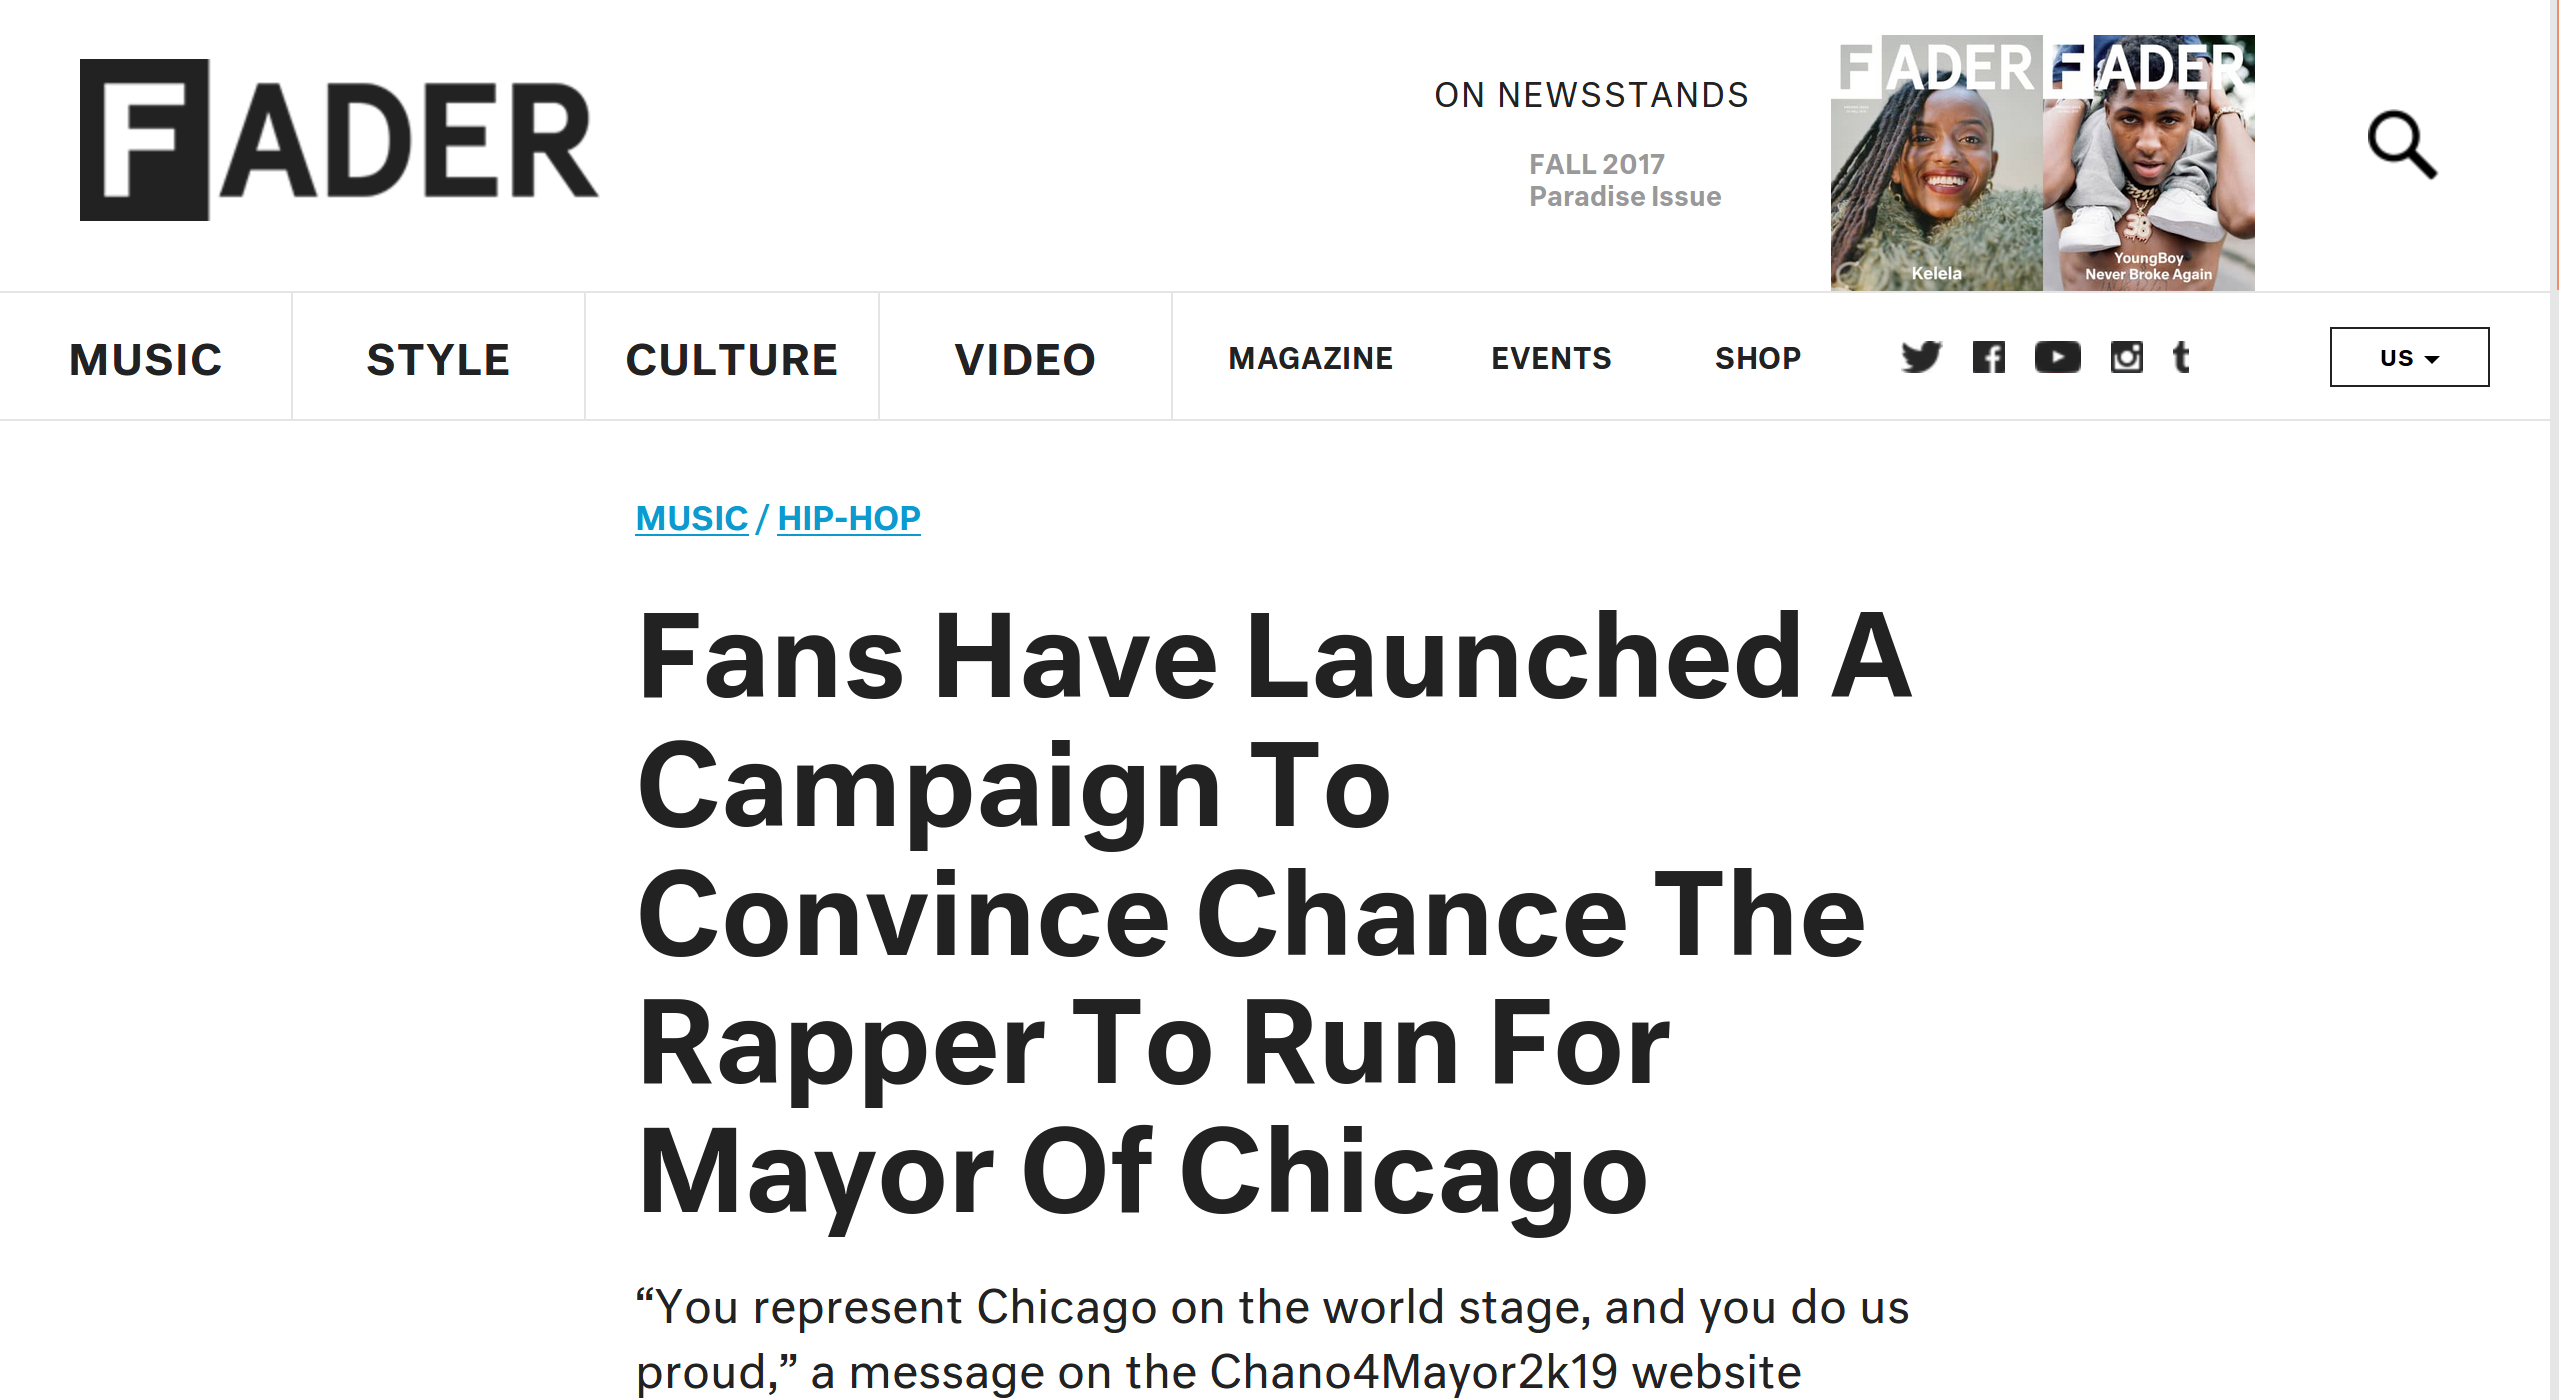 FADER
ON NEWSSTANDS
FALL 2017
Paradise Issue
FADER
Kelela
FADER
YoungBoy
Never Broke Again
MUSIC
STYLE
CULTURE
VIDEO
MAGAZINE
EVENTS
SHOP
US
MUSIC / HIP-HOP
Fans Have Launched A
Campaign To
Convince Chance The
Rapper To Run For
Mayor Of Chicago
“You represent Chicago on the world stage, and you do us
proud,” a message on the Chano4Mayor2k19 website